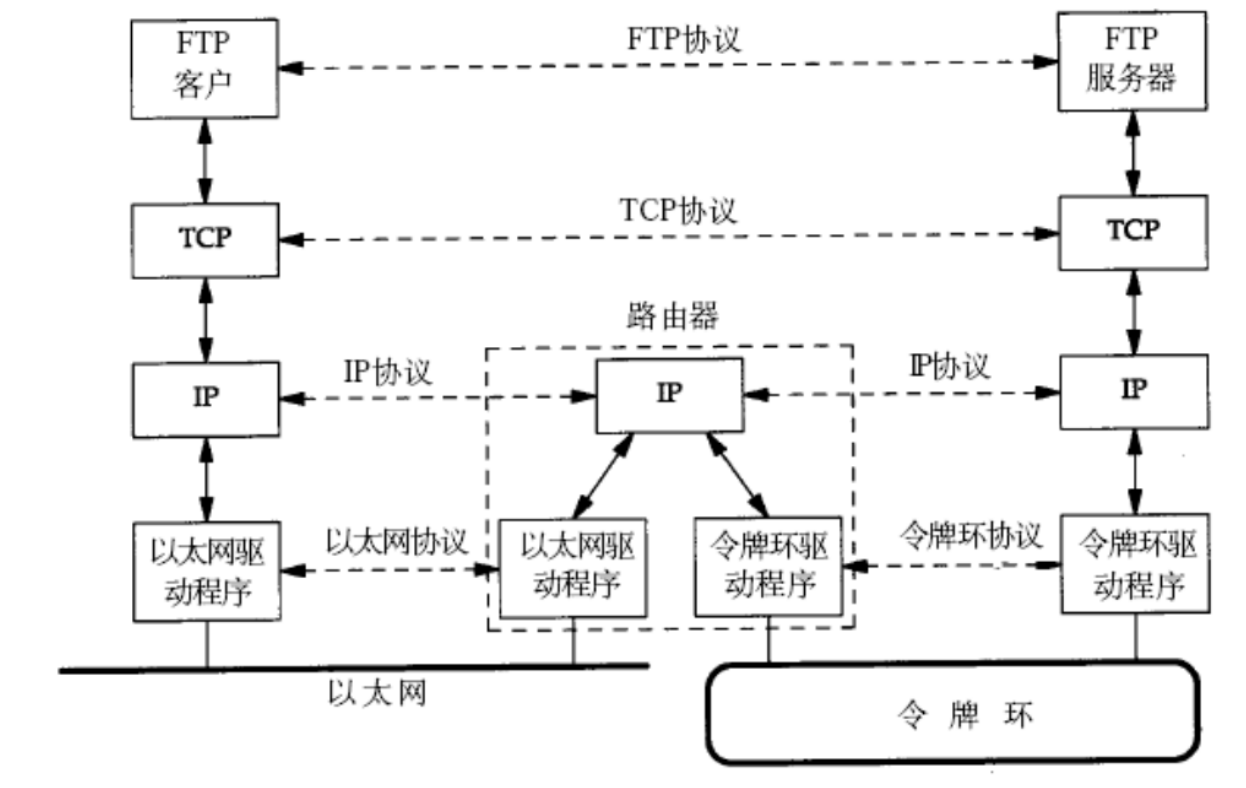 FTP
客户
FTP协议
FTP
服务器
TCP
TCP协议
TCP
路由器
IP
IP协议
IP
IP协议
IP
以太网驱
动程序
以太网协议
以太网驱
动程序
令牌环驱
动程序
令牌环协议
令牌环驱
动程序
以太网
令牌环